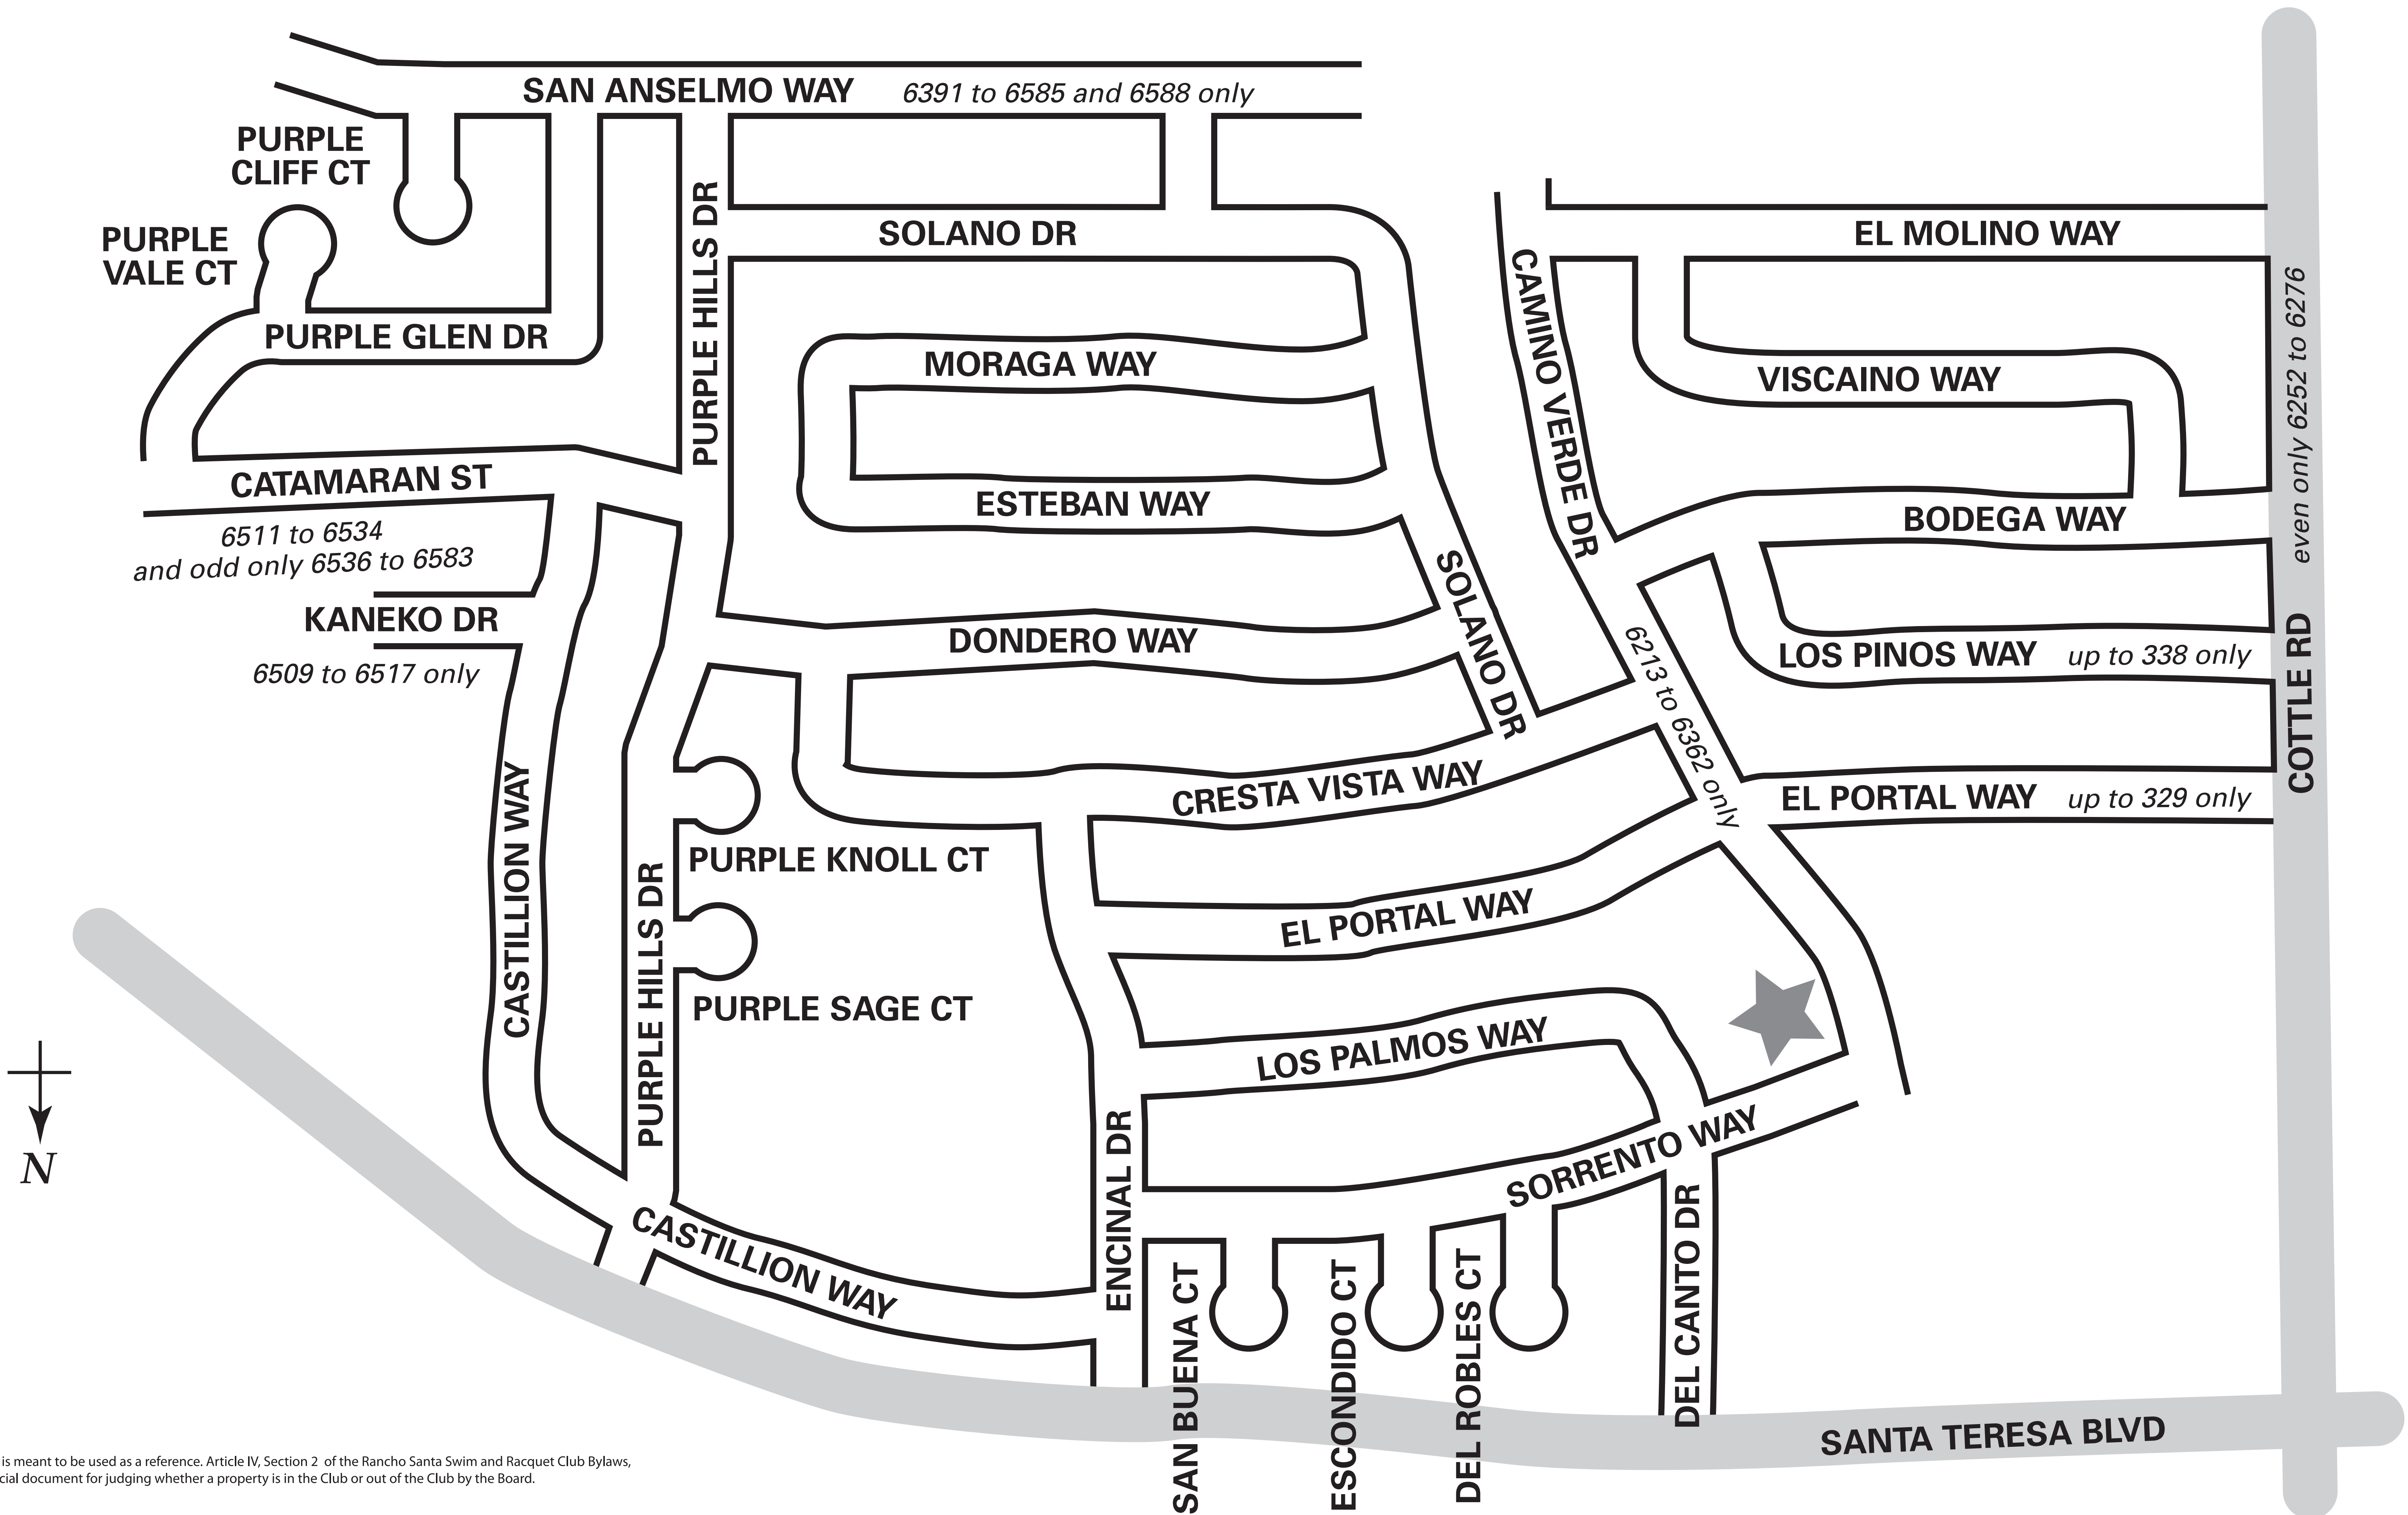 SAN ANSELMO WAY 6391 to 6585 and 6588 only
PURPLE
CLIFF CT
PURPLE
VALE CT
PURPLE GLEN DR
PURPLE HILLS DR
SOLANO DR
EL MOLINO WAY
CAMINO VERDE DR
6213 to 6362 only
MORAGA WAY
VISCAINO WAY
CATAMARAN ST
6511 to 6534
and odd only 6536 to 6583
ESTEBAN WAY
BODEGA WAY
COTTLE RD even only 6252 to 6276
KANEKO DR
6509 to 6517 only
DONDERO WAY
SOLANO DR
LOS PINOS WAY up to 338 only
CRESTA VISTA WAY
EL PORTAL WAY up to 329 only
CASTILLION WAY
PURPLE HILLS DR
PURPLE KNOLL CT
EL PORTAL WAY
PURPLE SAGE CT
LOS PALMOS WAY
ENCINAL DR
SORRENTO WAY
N
CASTILLION WAY
SAN BUENA CT
ESCONDIDO CT
DEL ROBLES CT
DEL CANTO DR
SANTA TERESA BLVD
is meant to be used as a reference. Article IV, Section 2 of the Rancho Santa Swim and Racquet Club Bylaws,
cial document for judging whether a property is in the Club or out of the Club by the Board.